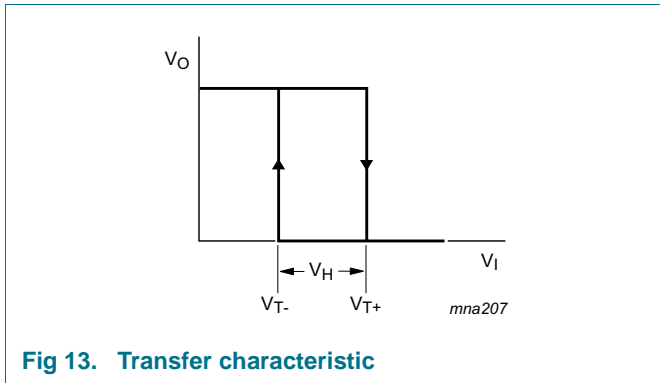 VO
VH
VI
VT-
VT+
mna207
Fig 13. Transfer characteristic